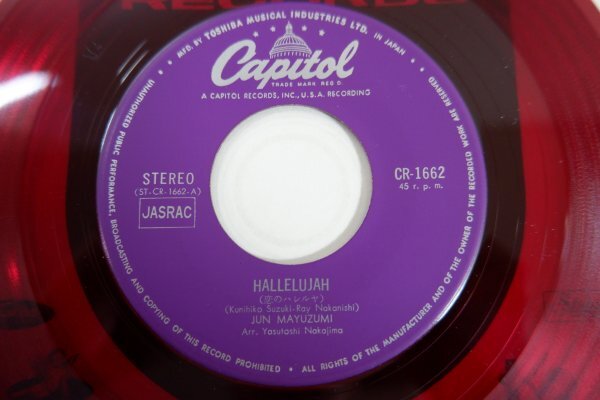 MFD. BY TOSHIBA MUSICAL INDUSTRIES LTD. IN JAPAN
Capitol
TRADE MARK REG D.
A CAPITOL RECORDS, INC., U.S.A. RECORDING
STEREO
(ST-CR-1662-A)
JASRAC
CR-1662
45 r. p. m.
HALLELUJAH
(恋のハレルヤ)
(Kunihiko Suzuki-Ray Nakanishi)
JUN MAYUZUMI
Arr. Yasutoshi Nakajima
UNAUTHORIZED PUBLIC PERFORMANCE, BROADCASTING AND COPYING OF THIS RECORD PROHIBITED • ALL RIGHTS OF THE MANUFACTURER AND OF THE OWNER OF THE RECORDED WORK ARE RESERVED